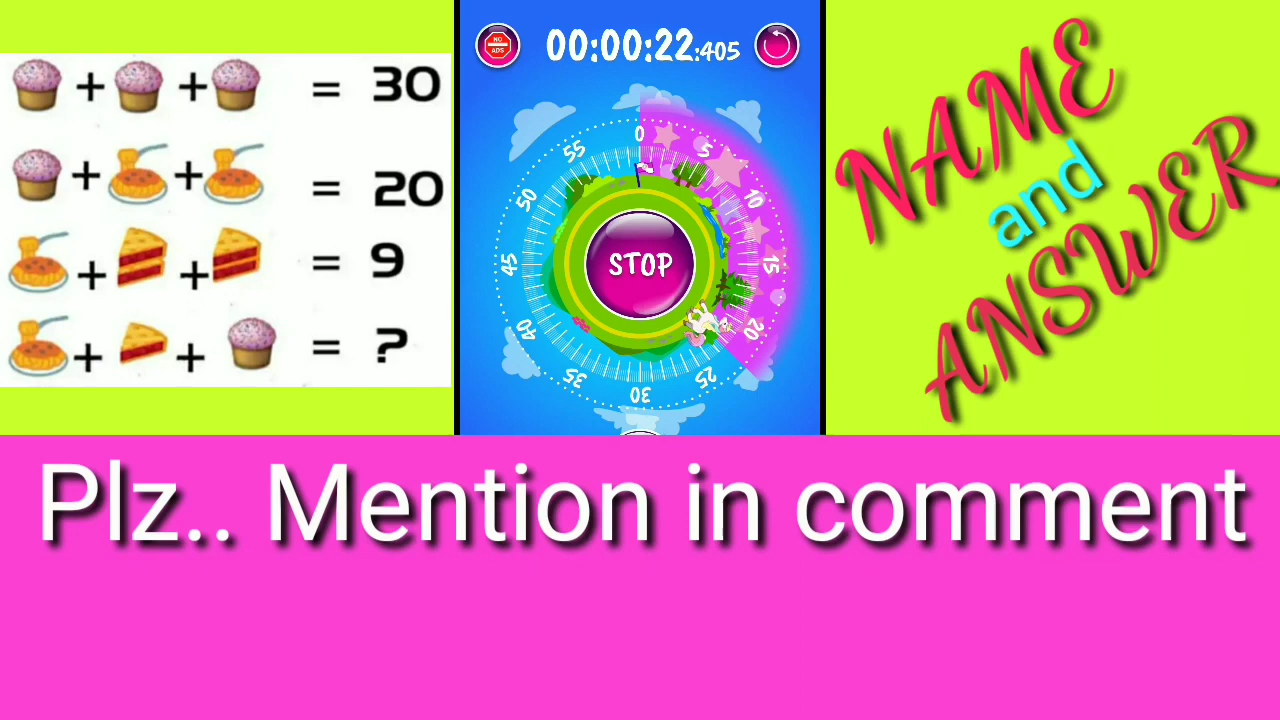 + + = 30
+ + = 20
+ + = 9
+ + = ?
NO ADS
00:00:22:405
0
5
10
15
20
25
30
35
40
45
50
55
STOP
NAME
and
ANSWER
Plz.. Mention in comment